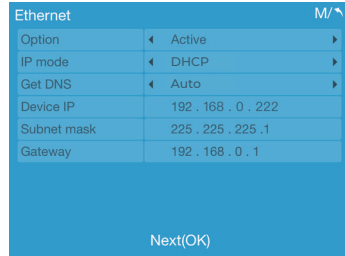 Ethernet M/
Option Active
IP mode DHCP
Get DNS Auto
Device IP 192 . 168 . 0 . 222
Subnet mask 225 . 225 . 225 .1
Gateway 192 . 168 . 0 . 1
Next(OK)